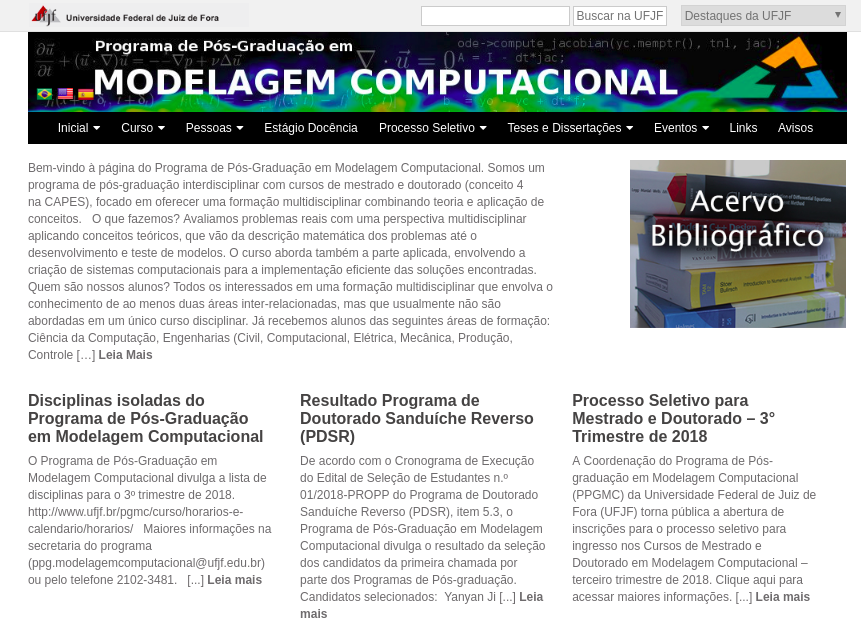 ufjf Universidade Federal de Juiz de Fora
Buscar na UFJF
Destaques da UFJF
Programa de Pós-Graduação em
MODELAGEM COMPUTACIONAL
ode->compute_jacobian(yc.memptr(), tnl, jac);
A = I - dt*jac;
Inicial Curso Pessoas Estágio Docência Processo Seletivo Teses e Dissertações Eventos Links Avisos
Bem-vindo à página do Programa de Pós-Graduação em Modelagem Computacional. Somos um
programa de pós-graduação interdisciplinar com cursos de mestrado e doutorado (conceito 4
na CAPES), focado em oferecer uma formação multidisciplinar combinando teoria e aplicação de
conceitos.   O que fazemos? Avaliamos problemas reais com uma perspectiva multidisciplinar
aplicando conceitos teóricos, que vão da descrição matemática dos problemas até o
desenvolvimento e teste de modelos. O curso aborda também a parte aplicada, envolvendo a
criação de sistemas computacionais para a implementação eficiente das soluções encontradas.
Quem são nossos alunos? Todos os interessados em uma formação multidisciplinar que envolva o
conhecimento de ao menos duas áreas inter-relacionadas, mas que usualmente não são
abordadas em um único curso disciplinar. Já recebemos alunos das seguintes áreas de formação:
Ciência da Computação, Engenharias (Civil, Computacional, Elétrica, Mecânica, Produção,
Controle […] Leia Mais
Acervo
Bibliográfico
Disciplinas isoladas do
Programa de Pós-Graduação
em Modelagem Computacional
O Programa de Pós-Graduação em
Modelagem Computacional divulga a lista de
disciplinas para o 3º trimestre de 2018.
http://www.ufjf.br/pgmc/curso/horarios-e-
calendario/horarios/   Maiores informações na
secretaria do programa
(ppg.modelagemcomputacional@ufjf.edu.br)
ou pelo telefone 2102-3481.   [...] Leia mais
Resultado Programa de
Doutorado Sanduíche Reverso
(PDSR)
De acordo com o Cronograma de Execução
do Edital de Seleção de Estudantes n.º
01/2018-PROPP do Programa de Doutorado
Sanduíche Reverso (PDSR), item 5.3, o
Programa de Pós-Graduação em Modelagem
Computacional divulga o resultado da seleção
dos candidatos da primeira chamada por
parte dos Programas de Pós-graduação.
Candidatos selecionados:  Yanyan Ji [...] Leia
mais
Processo Seletivo para
Mestrado e Doutorado – 3°
Trimestre de 2018
A Coordenação do Programa de Pós-
graduação em Modelagem Computacional
(PPGMC) da Universidade Federal de Juiz de
Fora (UFJF) torna pública a abertura de
inscrições para o processo seletivo para
ingresso nos Cursos de Mestrado e
Doutorado em Modelagem Computacional –
terceiro trimestre de 2018. Clique aqui para
acessar maiores informações. [...] Leia mais